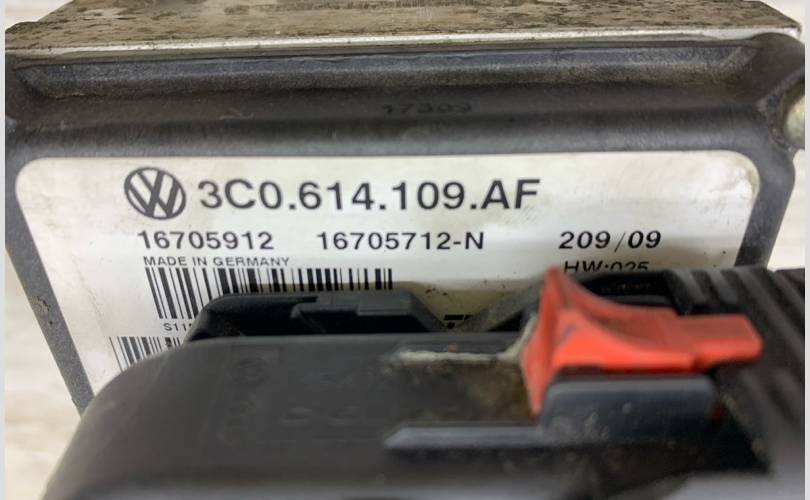 17309
3C0.614.109.AF
16705912 16705712-N 209/09
MADE IN GERMANY
HW:025